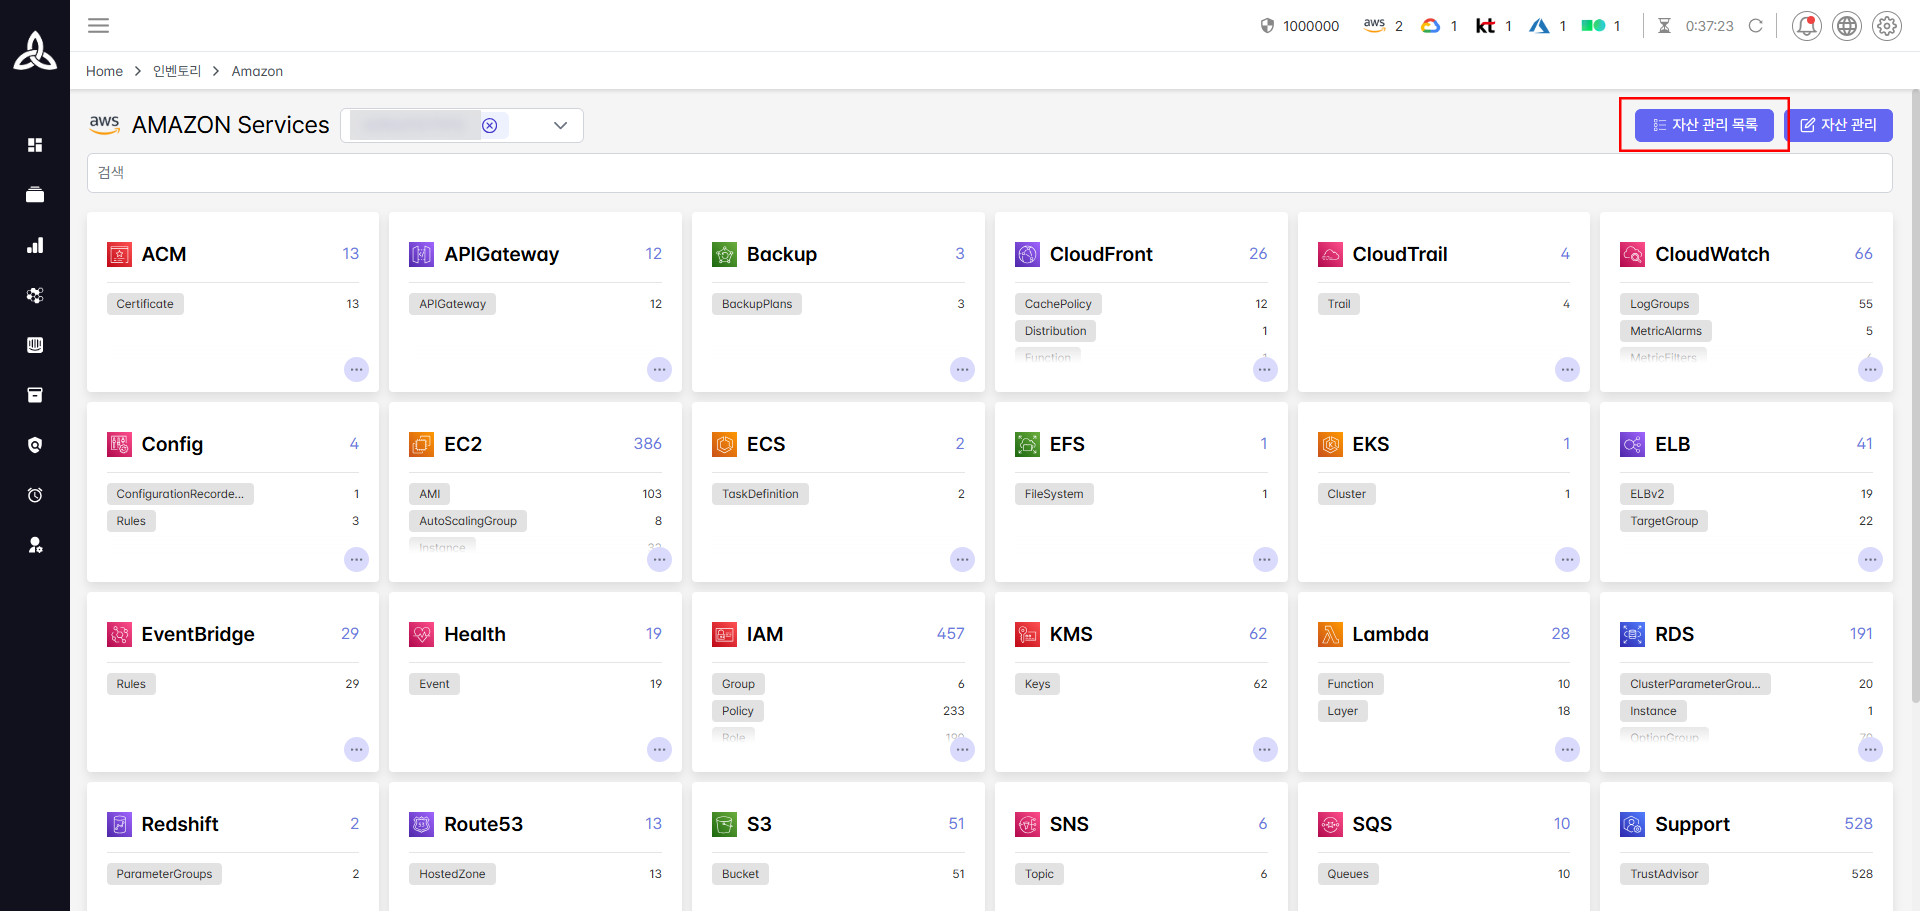 1000000 aws 2 1 kt 1 1 1 0:37:23
Home > 인벤토리 > Amazon
aws AMAZON Services
자산 관리 목록 자산 관리
검색
ACM 13
Certificate 13
APIGateway 12
APIGateway 12
Backup 3
BackupPlans 3
CloudFront 26
CachePolicy 12
Distribution 1
Function 1
CloudTrail 4
Trail 4
CloudWatch 66
LogGroups 55
MetricAlarms 5
MetricFilters
Config 4
ConfigurationRecorde... 1
Rules 3
EC2 386
AMI 103
AutoScalingGroup 8
Instance
ECS 2
TaskDefinition 2
EFS 1
FileSystem 1
EKS 1
Cluster 1
ELB 41
ELBv2 19
TargetGroup 22
EventBridge 29
Rules 29
Health 19
Event 19
IAM 457
Group 6
Policy 233
Role
KMS 62
Keys 62
Lambda 28
Function 10
Layer 18
RDS 191
ClusterParameterGrou... 20
Instance 1
OptionGroup
Redshift 2
ParameterGroups 2
Route53 13
HostedZone 13
S3 51
Bucket 51
SNS 6
Topic 6
SQS 10
Queues 10
Support 528
TrustAdvisor 528